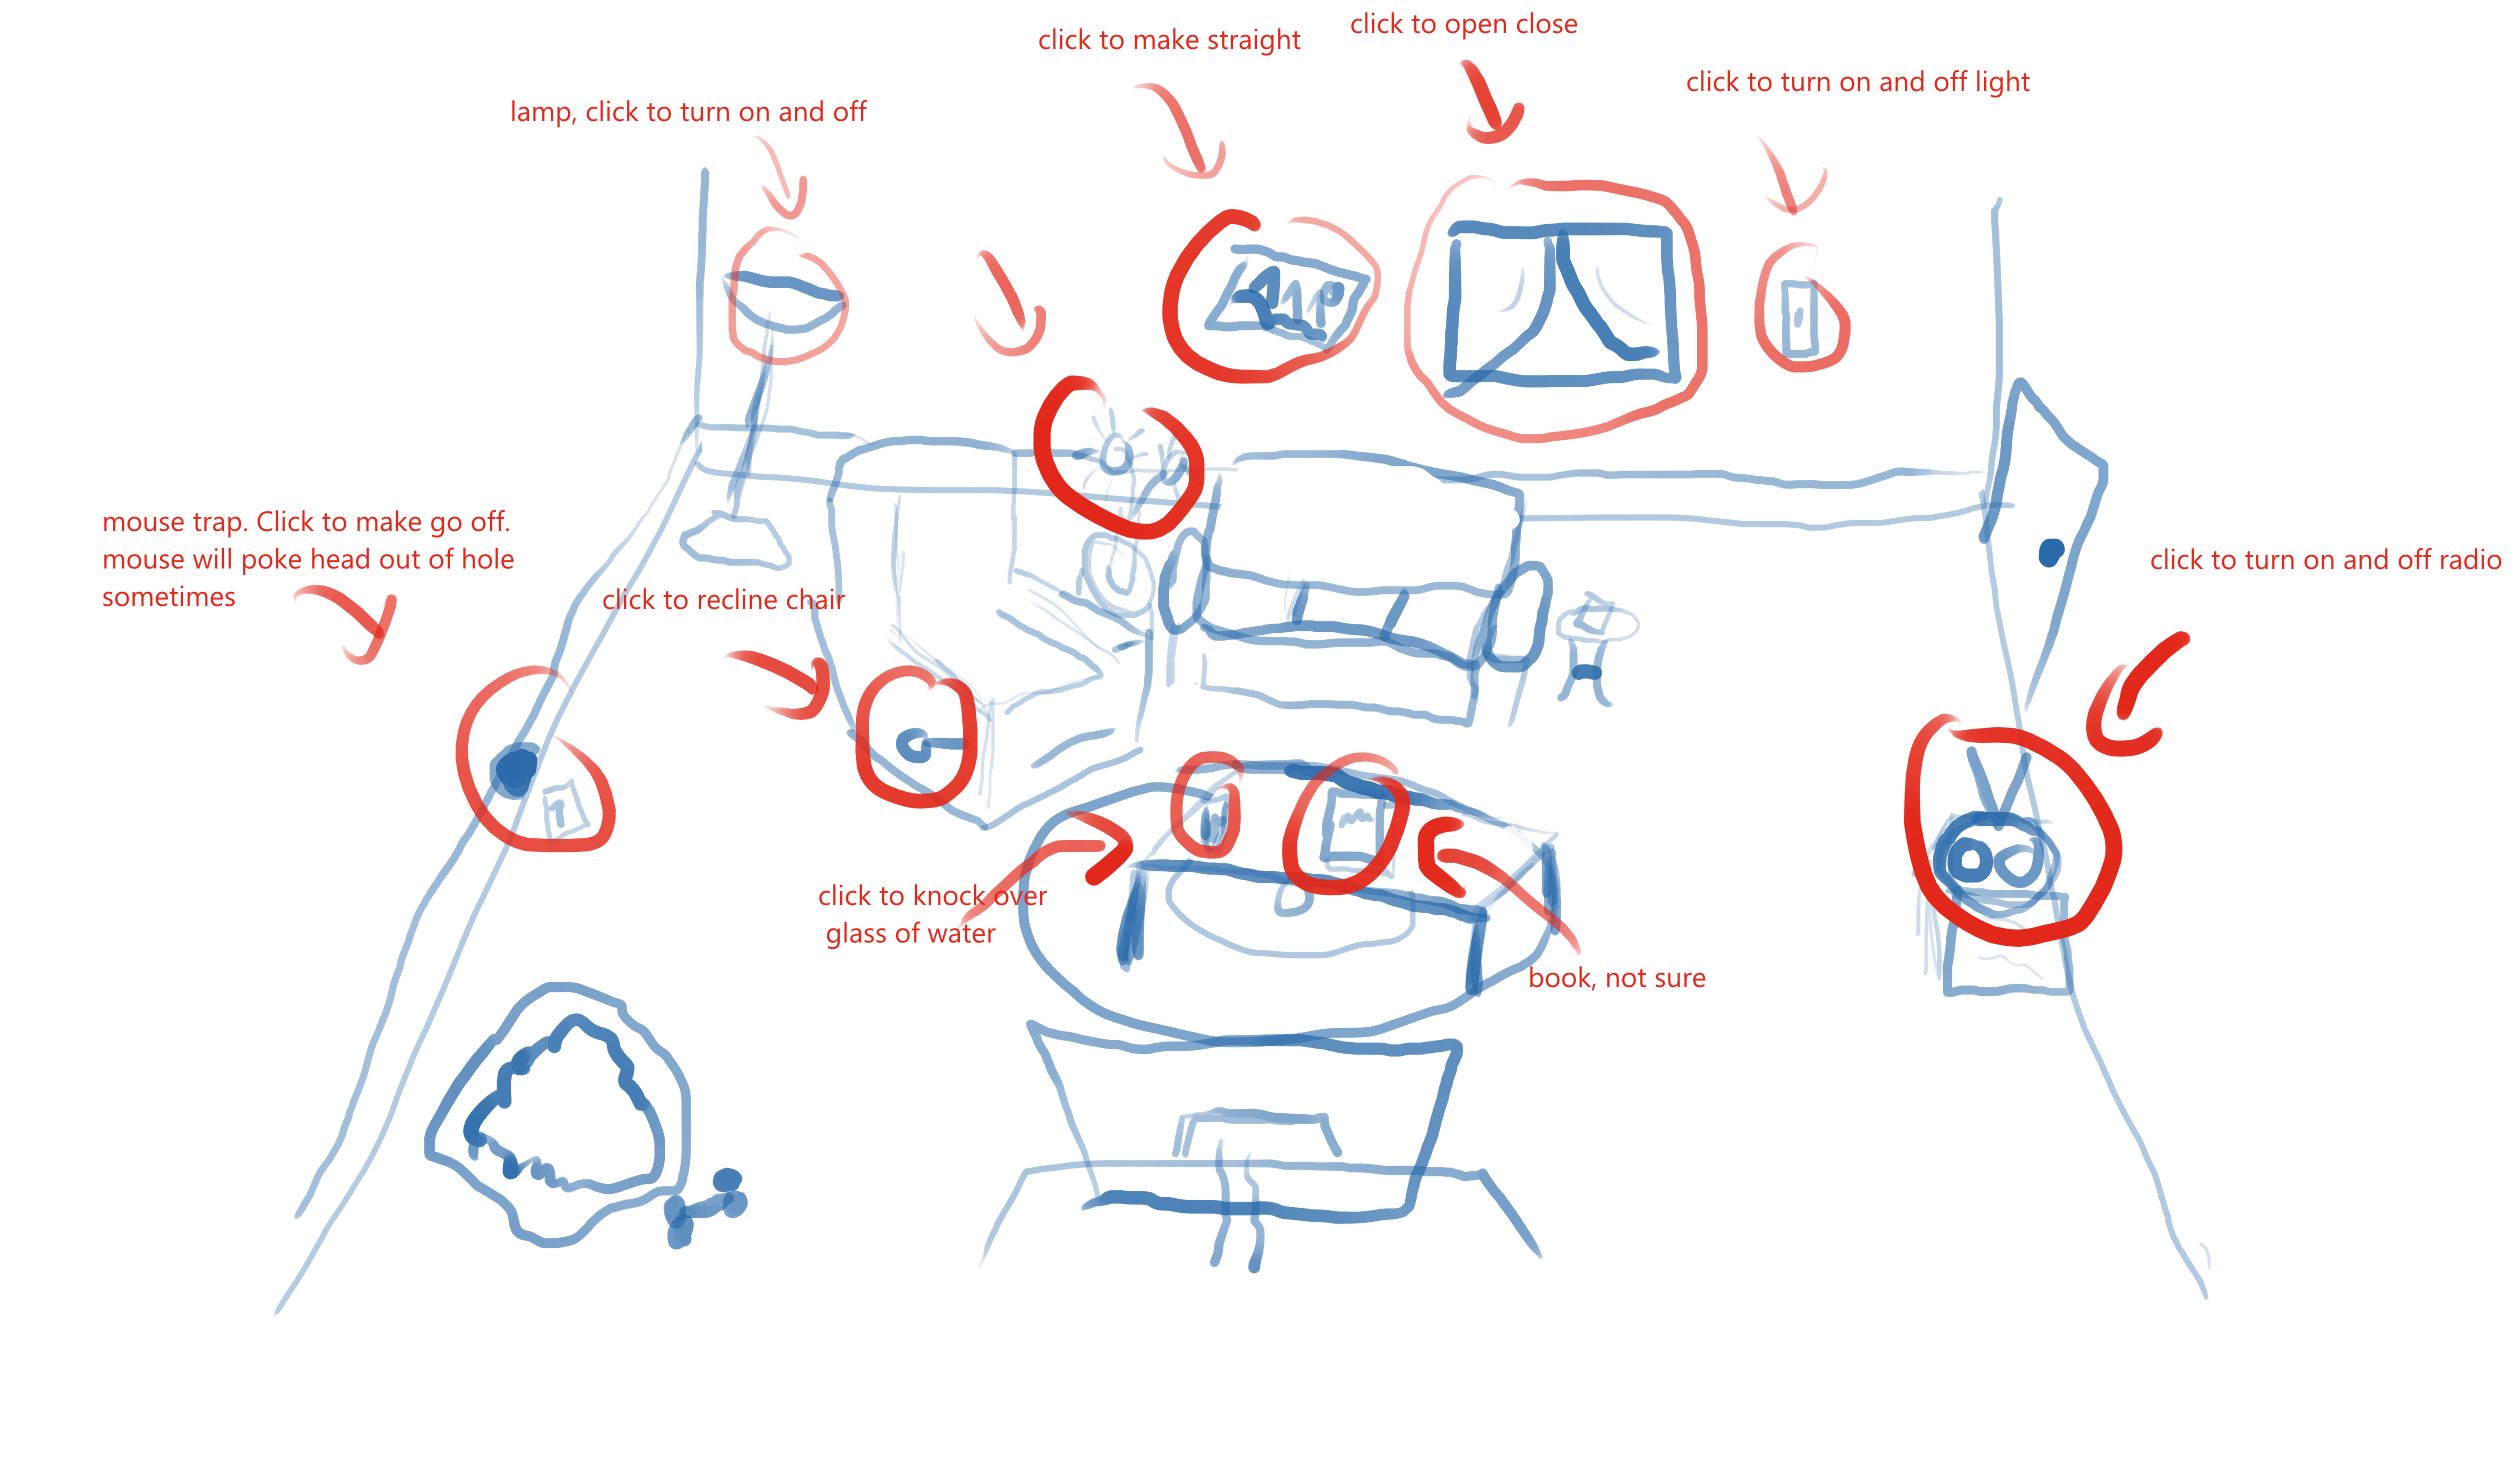 click to open close
click to make straight
click to turn on and off light
lamp, click to turn on and off
mouse trap. Click to make go off.
mouse will poke head out of hole
sometimes
click to turn on and off radio
click to recline chair
click to knock over
glass of water
book, not sure